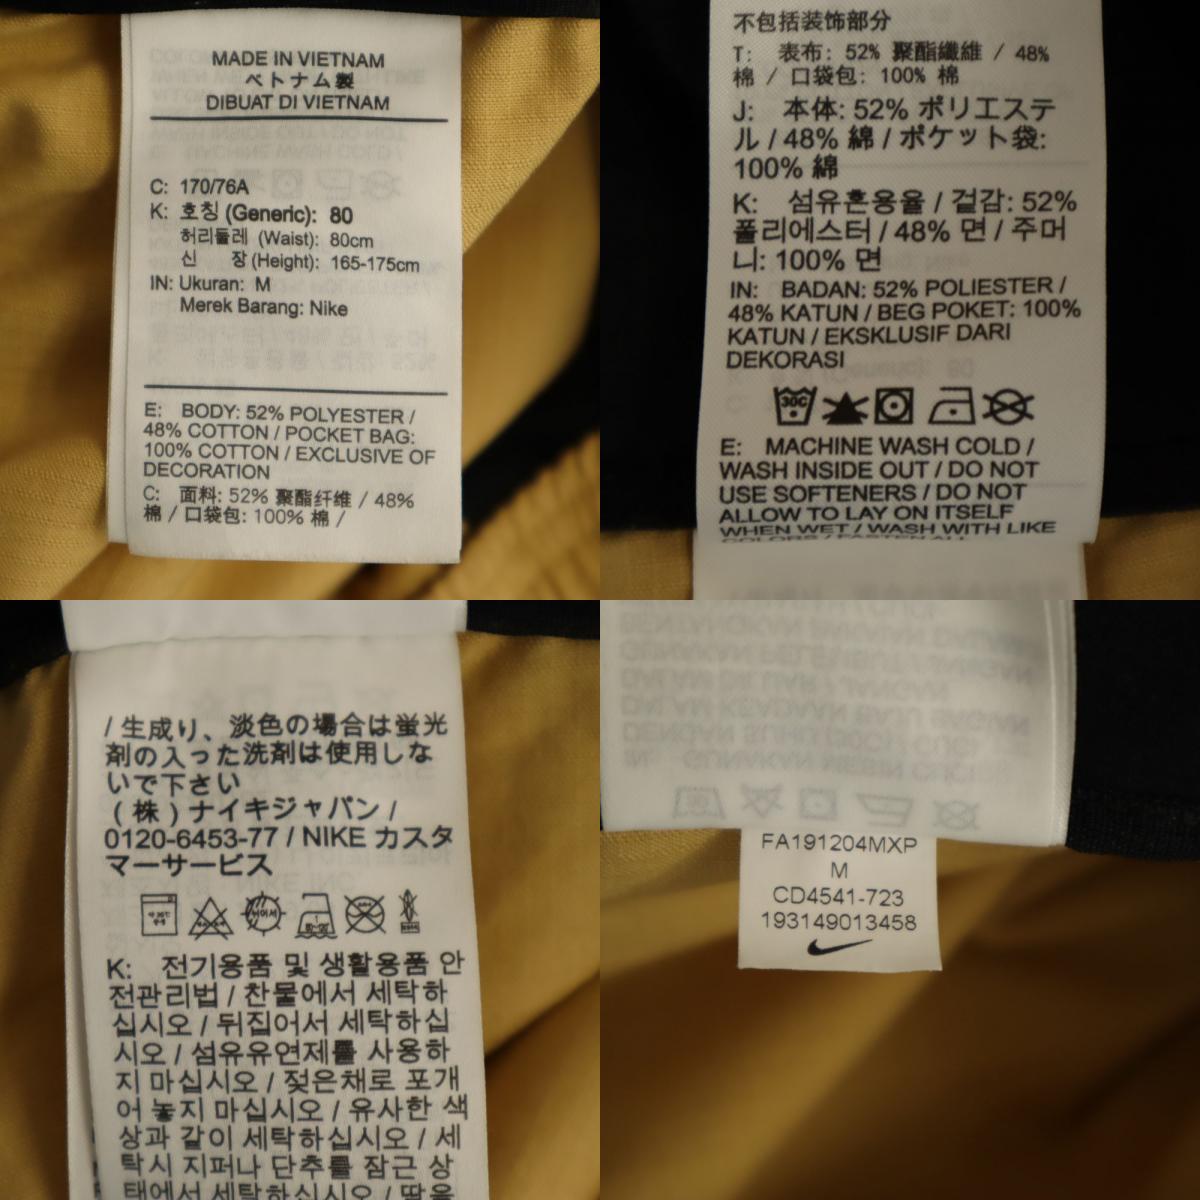 MADE IN VIETNAM
ベトナム製
DIBUAT DI VIETNAM
C: 170/76A
K: 호칭 (Generic): 80
허리둘레 (Waist): 80cm
신 장 (Height): 165-175cm
IN: Ukuran: M
Merek Barang: Nike
E: BODY: 52% POLYESTER /
48% COTTON / POCKET BAG:
100% COTTON / EXCLUSIVE OF
DECORATION
C: 面料: 52% 聚酯纤维 / 48%
棉 / 口袋包: 100% 棉 /
不包括装饰部分
T: 表布: 52% 聚酯纖維 / 48%
棉 / 口袋包: 100% 棉
J: 本体: 52% ポリエステ
ル / 48% 綿 / ポケット袋:
100% 綿
K: 섬유혼용율 / 겉감: 52%
폴리에스터 / 48% 면 / 주머
니: 100% 면
IN: BADAN: 52% POLIESTER /
48% KATUN / BEG POKET: 100%
KATUN / EKSKLUSIF DARI
DEKORASI
30C
E: MACHINE WASH COLD /
WASH INSIDE OUT / DO NOT
USE SOFTENERS / DO NOT
ALLOW TO LAY ON ITSELF
WHEN WET / WASH WITH LIKE
COLORS / FASTEN ALL
/ 生成り、淡色の場合は蛍光
剤の入った洗剤は使用しな
いで下さい
(株)ナイキジャパン /
0120-6453-77 / NIKE カスタ
マーサービス
K: 전기용품 및 생활용품 안
전관리법 / 찬물에서 세탁하
십시오 / 뒤집어서 세탁하십
시오 / 섬유유연제를 사용하
지 마십시오 / 젖은채로 포개
어 놓지 마십시오 / 유사한 색
상과 같이 세탁하십시오 / 세
탁시 지퍼나 단추를 잠근 상
태에서 세탁하십시오 / 딸을
FA191204MXP
M
CD4541-723
193149013458